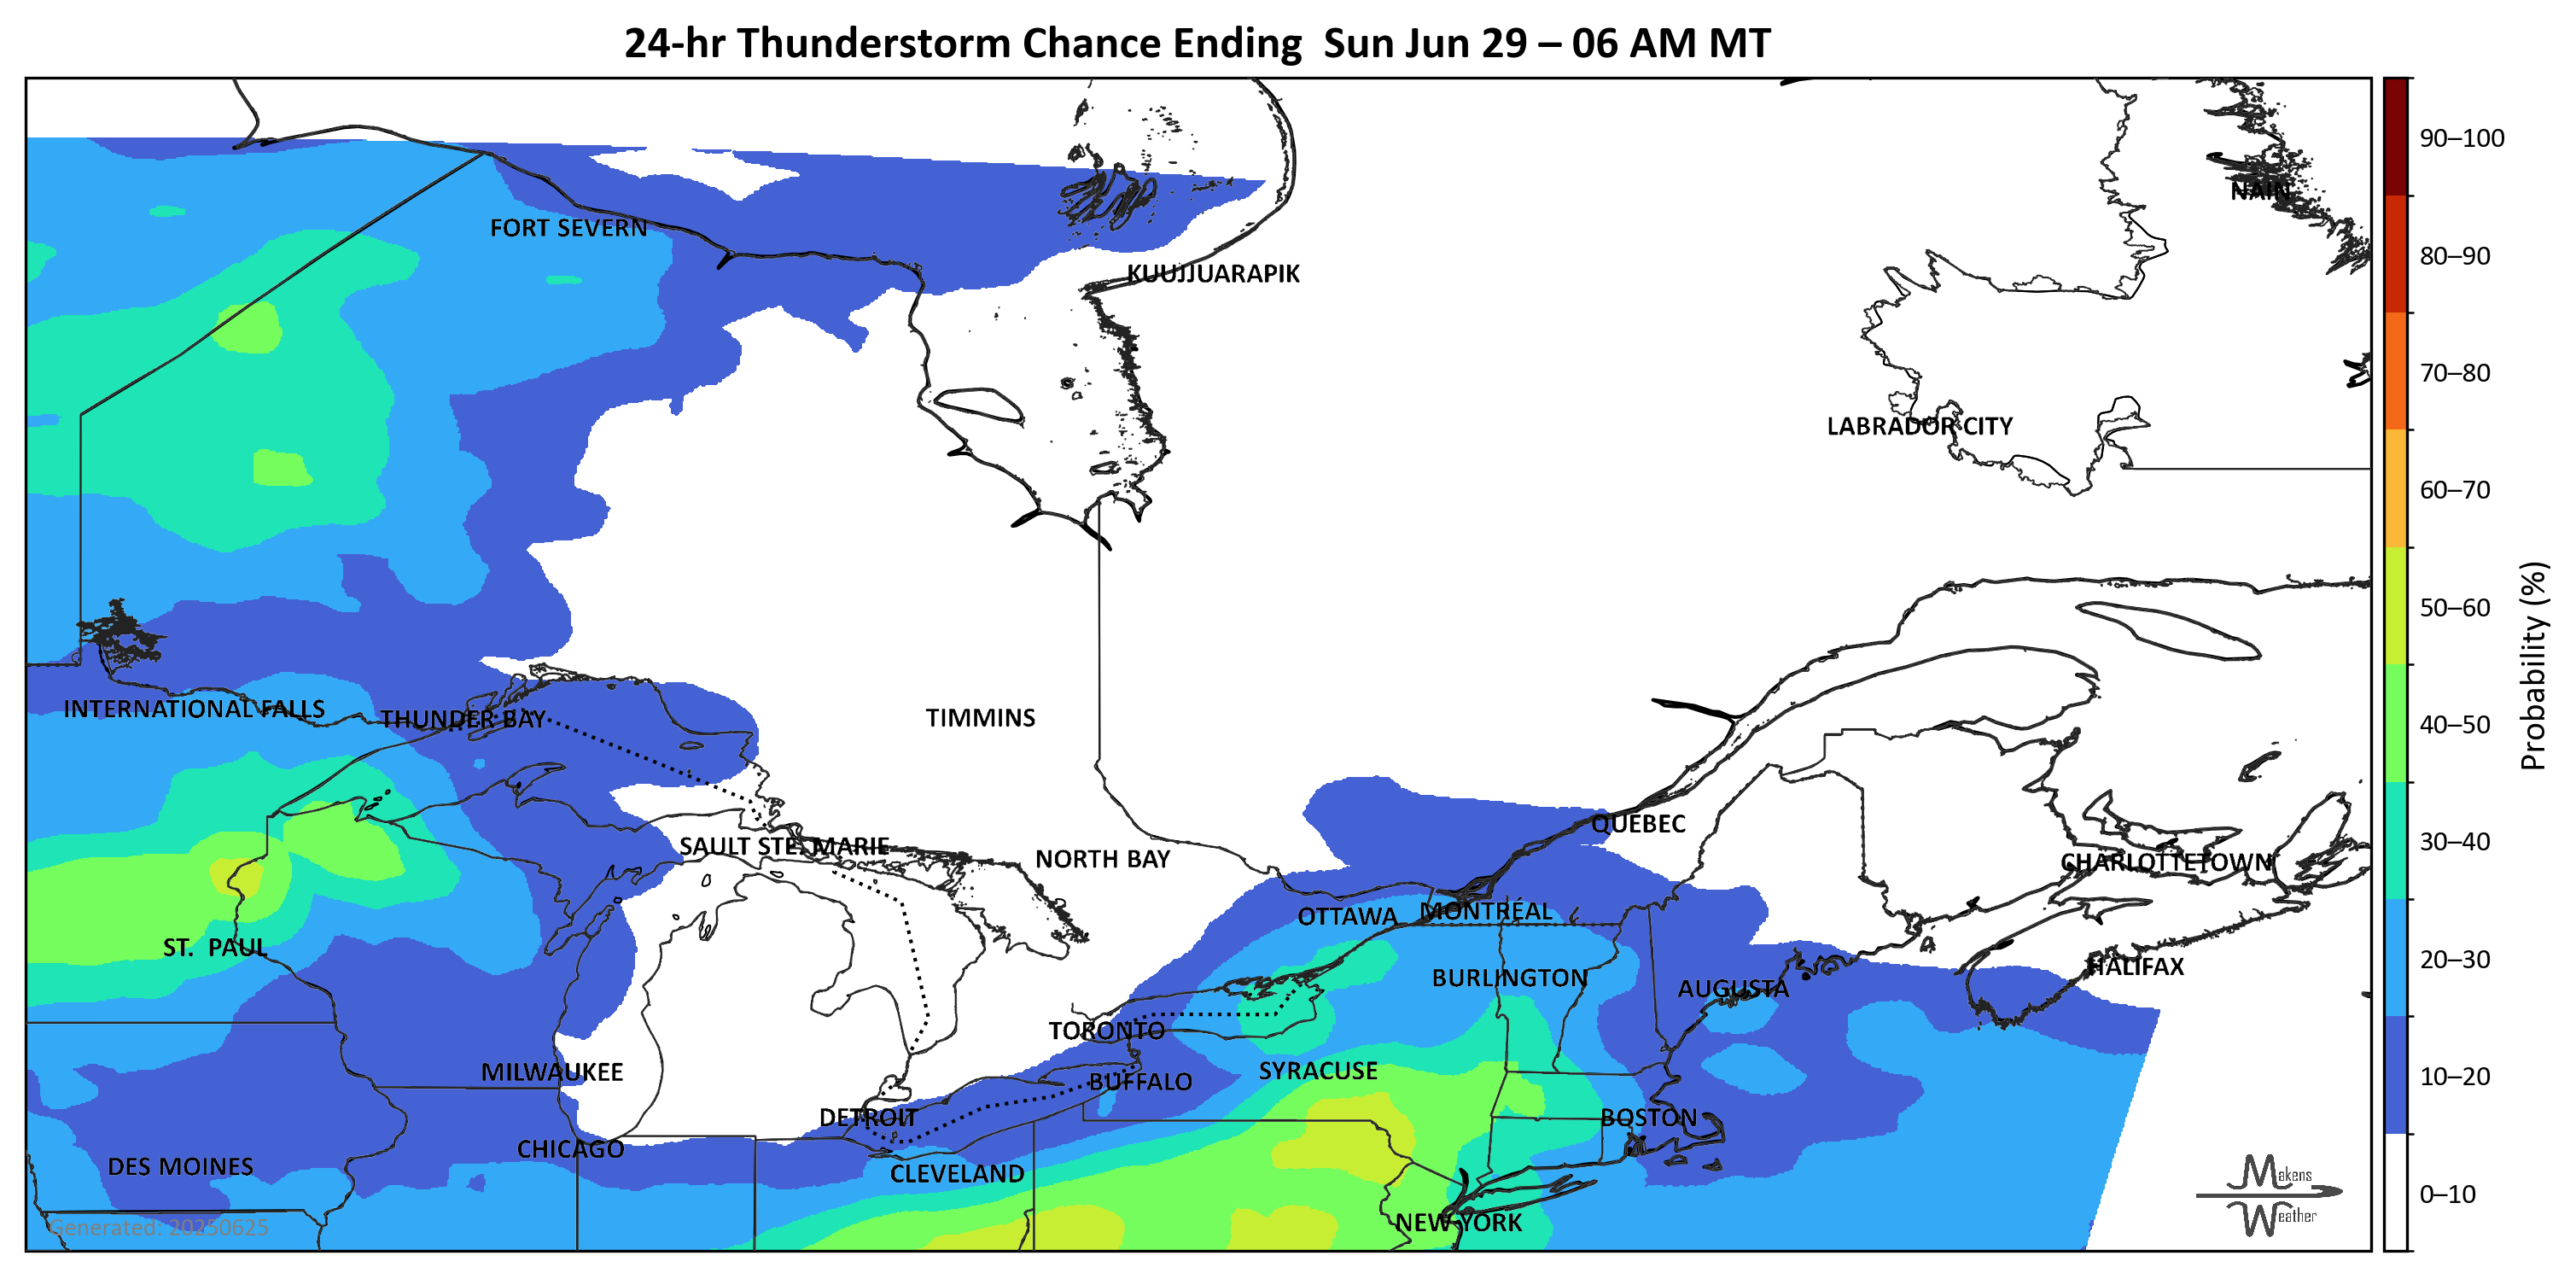 24-hr Thunderstorm Chance Ending  Sun Jun 29 – 06 AM MT
90–100
NAIN
FORT SEVERN
80–90
KUUJJUARAPIK
70–80
LABRADOR CITY
60–70
50–60
Probability (%)
INTERNATIONAL FALLS
THUNDER BAY
TIMMINS
40–50
QUEBEC
SAULT STE. MARIE
NORTH BAY
CHARLOTTETOWN
30–40
OTTAWA
MONTRÉAL
ST.  PAUL
BURLINGTON
HALIFAX
20–30
AUGUSTA
TORONTO
MILWAUKEE
SYRACUSE
BUFFALO
10–20
DETROIT
BOSTON
CHICAGO
DES MOINES
CLEVELAND
Makens
Weather
0–10
NEW YORK
Generated: 20250625